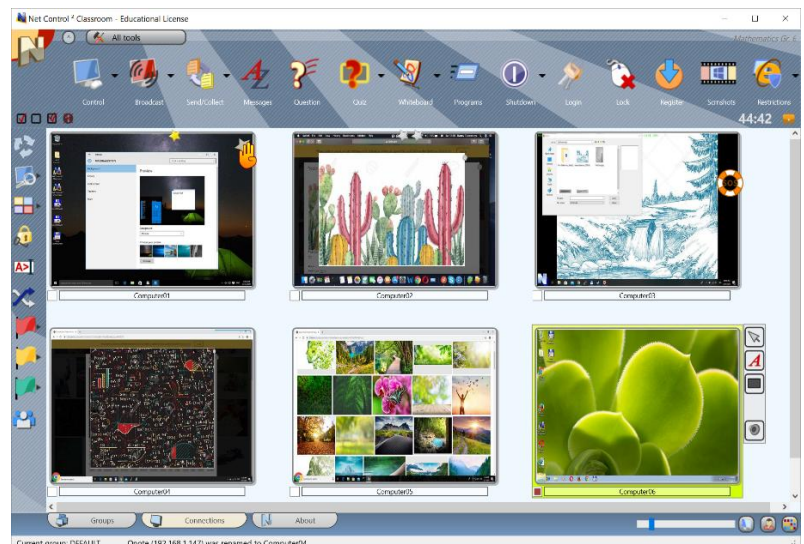 Net Control ² Classroom - Educational License
All tools
Mathematics Gr. 6
Control
Broadcast
Send/Collect
Messages
Question
Quiz
Whiteboard
Programs
Shutdown
Login
Lock
Register
Scrnshots
Restrictions
44:42
Computer01
Computer02
Computer03
Computer04
Computer05
Computer06
Groups
Connections
About
Current group: DEFAULT
Qnote (192.168.1.147) was renamed to Computer04